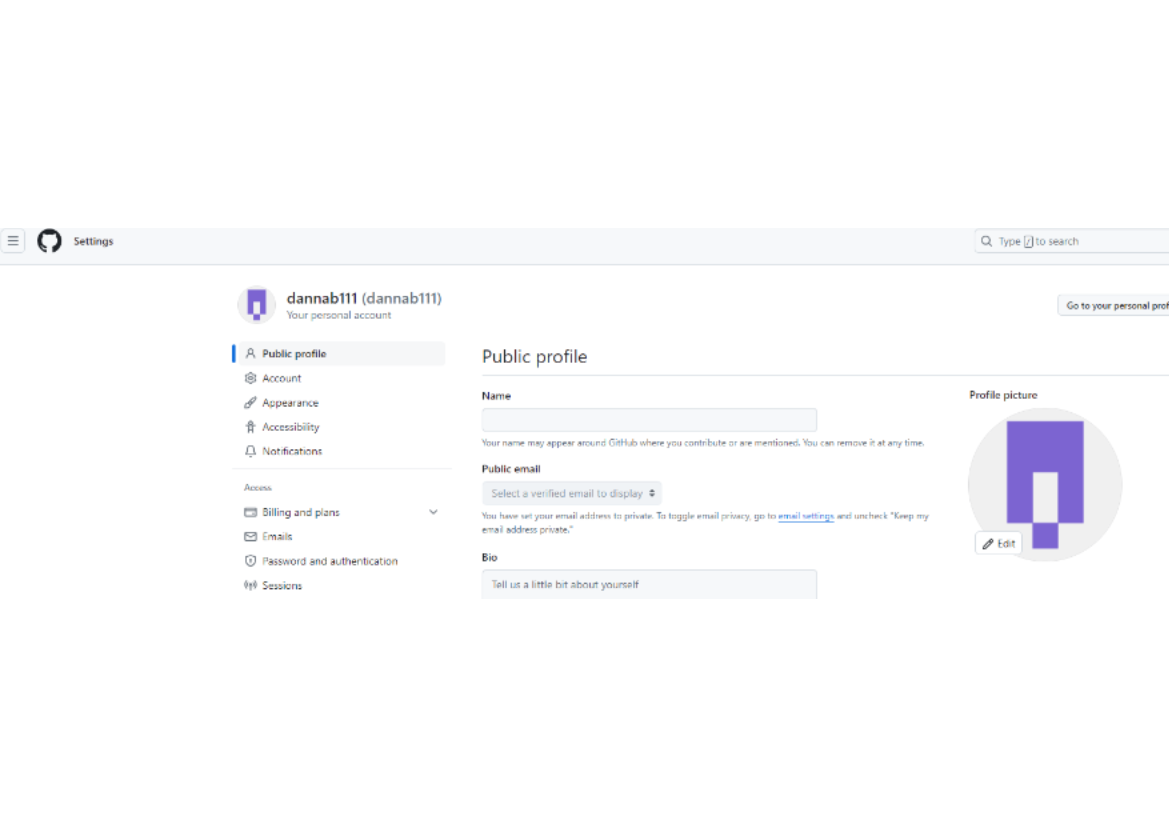 Settings
Type / to search
dannab111 (dannab111)
Your personal account
Go to your personal prof
Public profile
Account
Appearance
Accessibility
Notifications
Access
Billing and plans
Emails
Password and authentication
Sessions
Public profile
Name
Your name may appear around GitHub where you contribute or are mentioned. You can remove it at any time.
Public email
Select a verified email to display
You have set your email address to private. To toggle email privacy, go to email settings and uncheck "Keep my
email address private."
Bio
Tell us a little bit about yourself
Profile picture
Edit